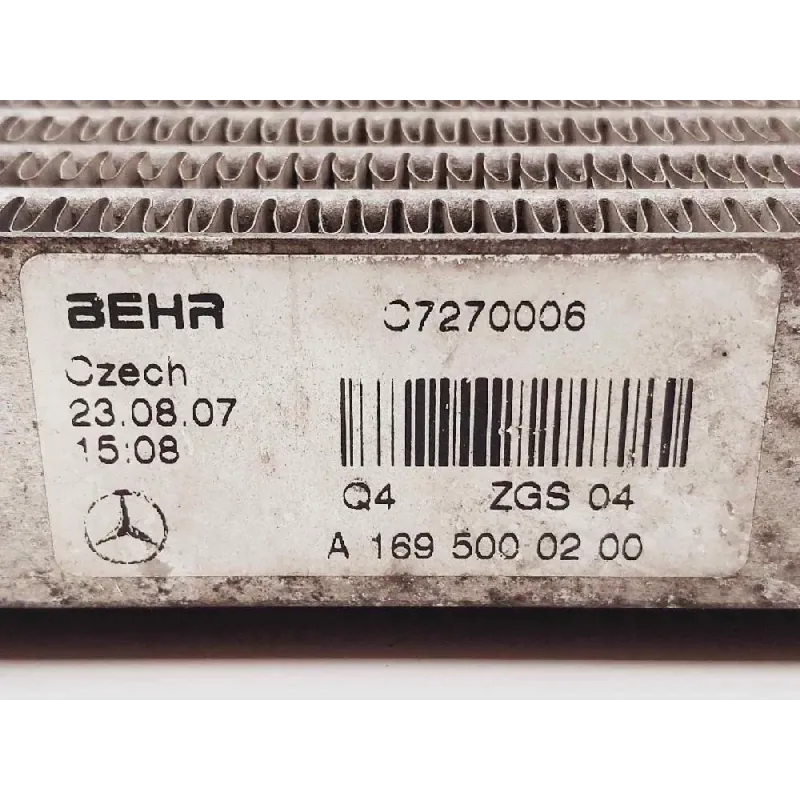 BEHR
Czech
23.08.07
15:08
C7270006
Q4 ZGS 04
A 169 500 02 00